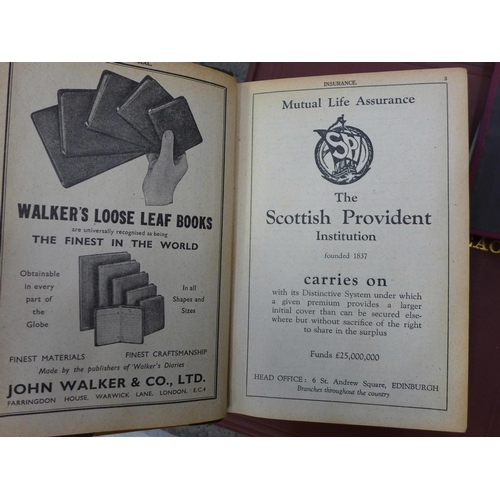 WALKER'S LOOSE LEAF BOOKS
are universally recognised as being
THE FINEST IN THE WORLD
Obtainable
in every
part of
the
Globe
In all
Shapes and
Sizes
FINEST MATERIALS FINEST CRAFTSMANSHIP
Made by the publishers of Walker's Diaries
JOHN WALKER & CO., LTD.
FARRINGDON HOUSE, WARWICK LANE, LONDON, E.C.4
INSURANCE. 3
Mutual Life Assurance
SPI
The
Scottish Provident
Institution
founded 1837
carries on
with its Distinctive System under which
a given premium provides a larger
initial cover than can be secured else-
where but without sacrifice of the right
to share in the surplus
Funds £25,000,000
HEAD OFFICE: 6 St. Andrew Square, EDINBURGH
Branches throughout the country